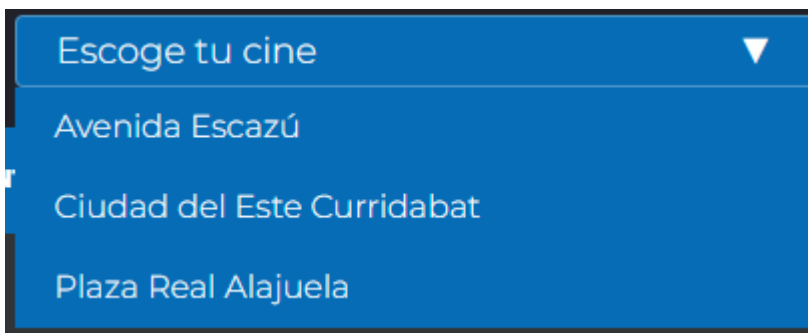 Escoge tu cine ▼
Avenida Escazú
Ciudad del Este Curridabat
Plaza Real Alajuela